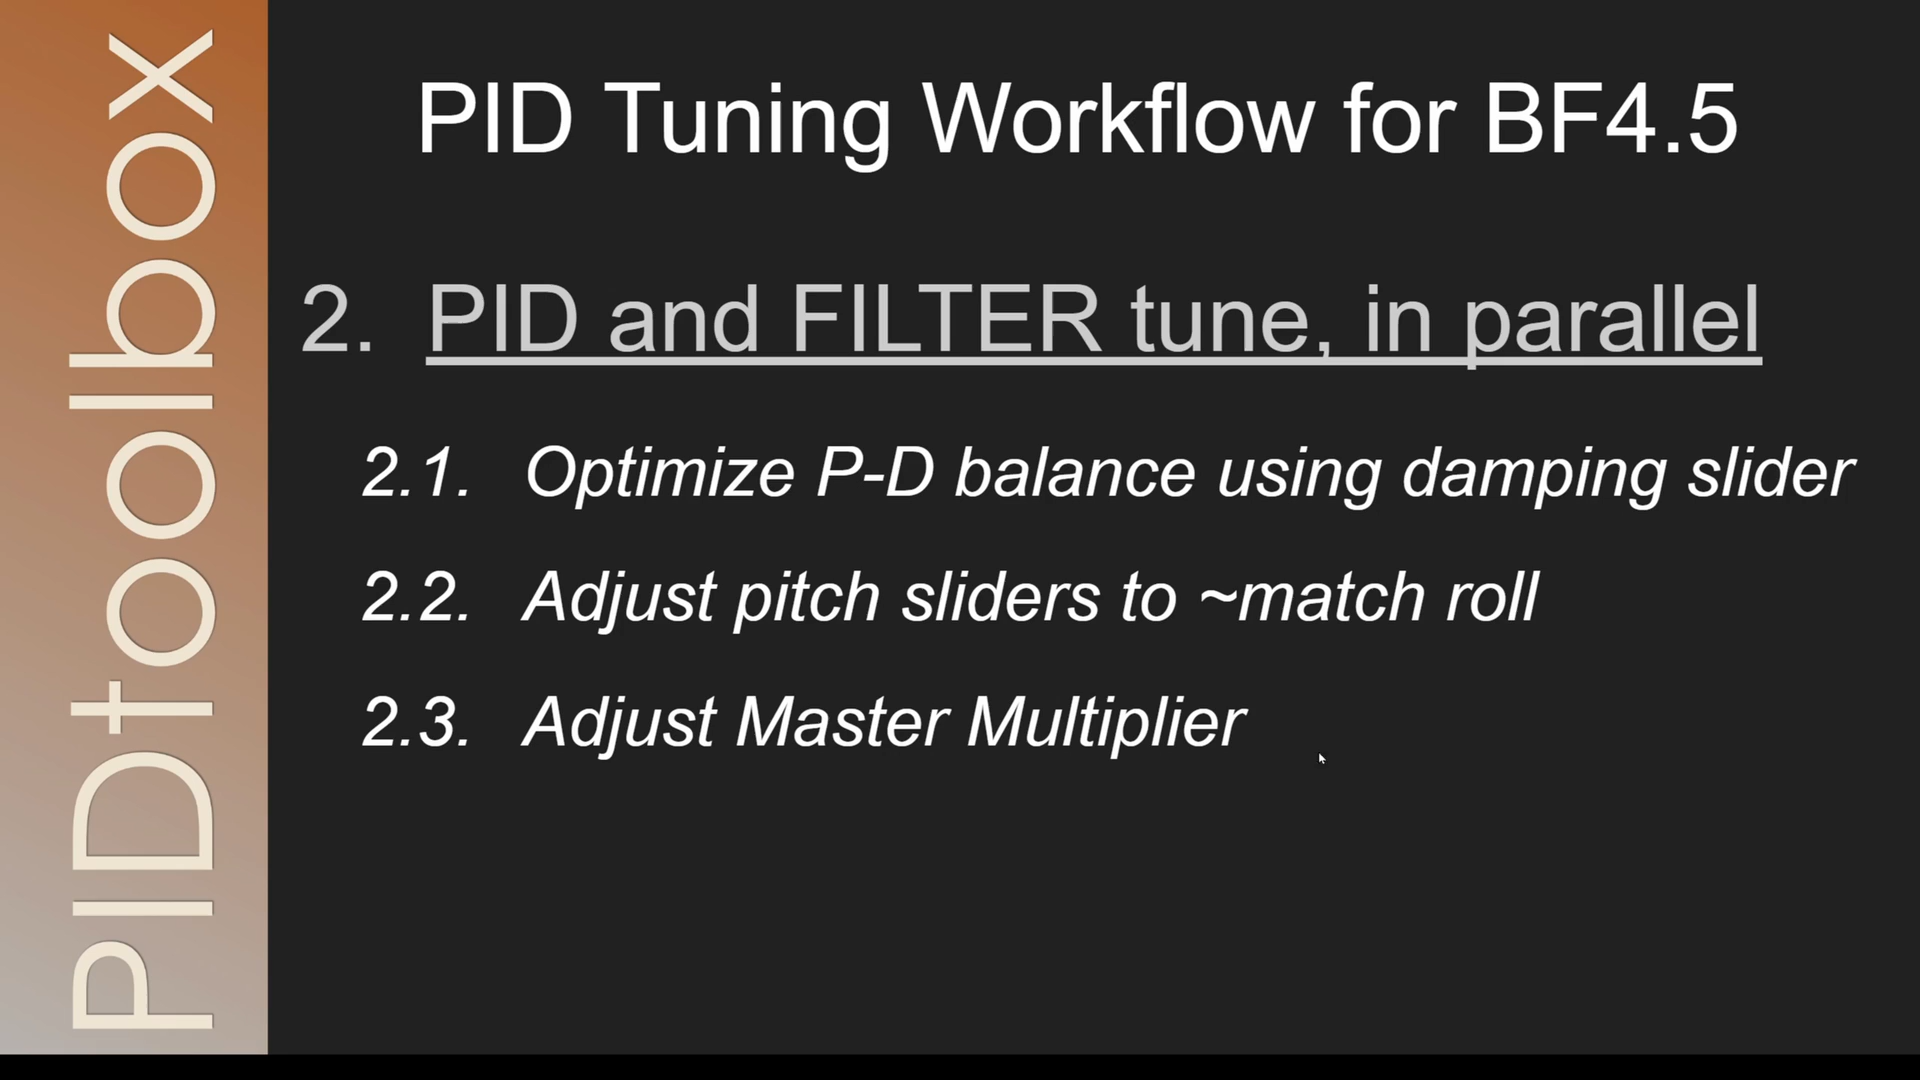 PIDtoolbox
PID Tuning Workflow for BF4.5
2. PID and FILTER tune, in parallel
2.1. Optimize P-D balance using damping slider
2.2. Adjust pitch sliders to ~match roll
2.3. Adjust Master Multiplier